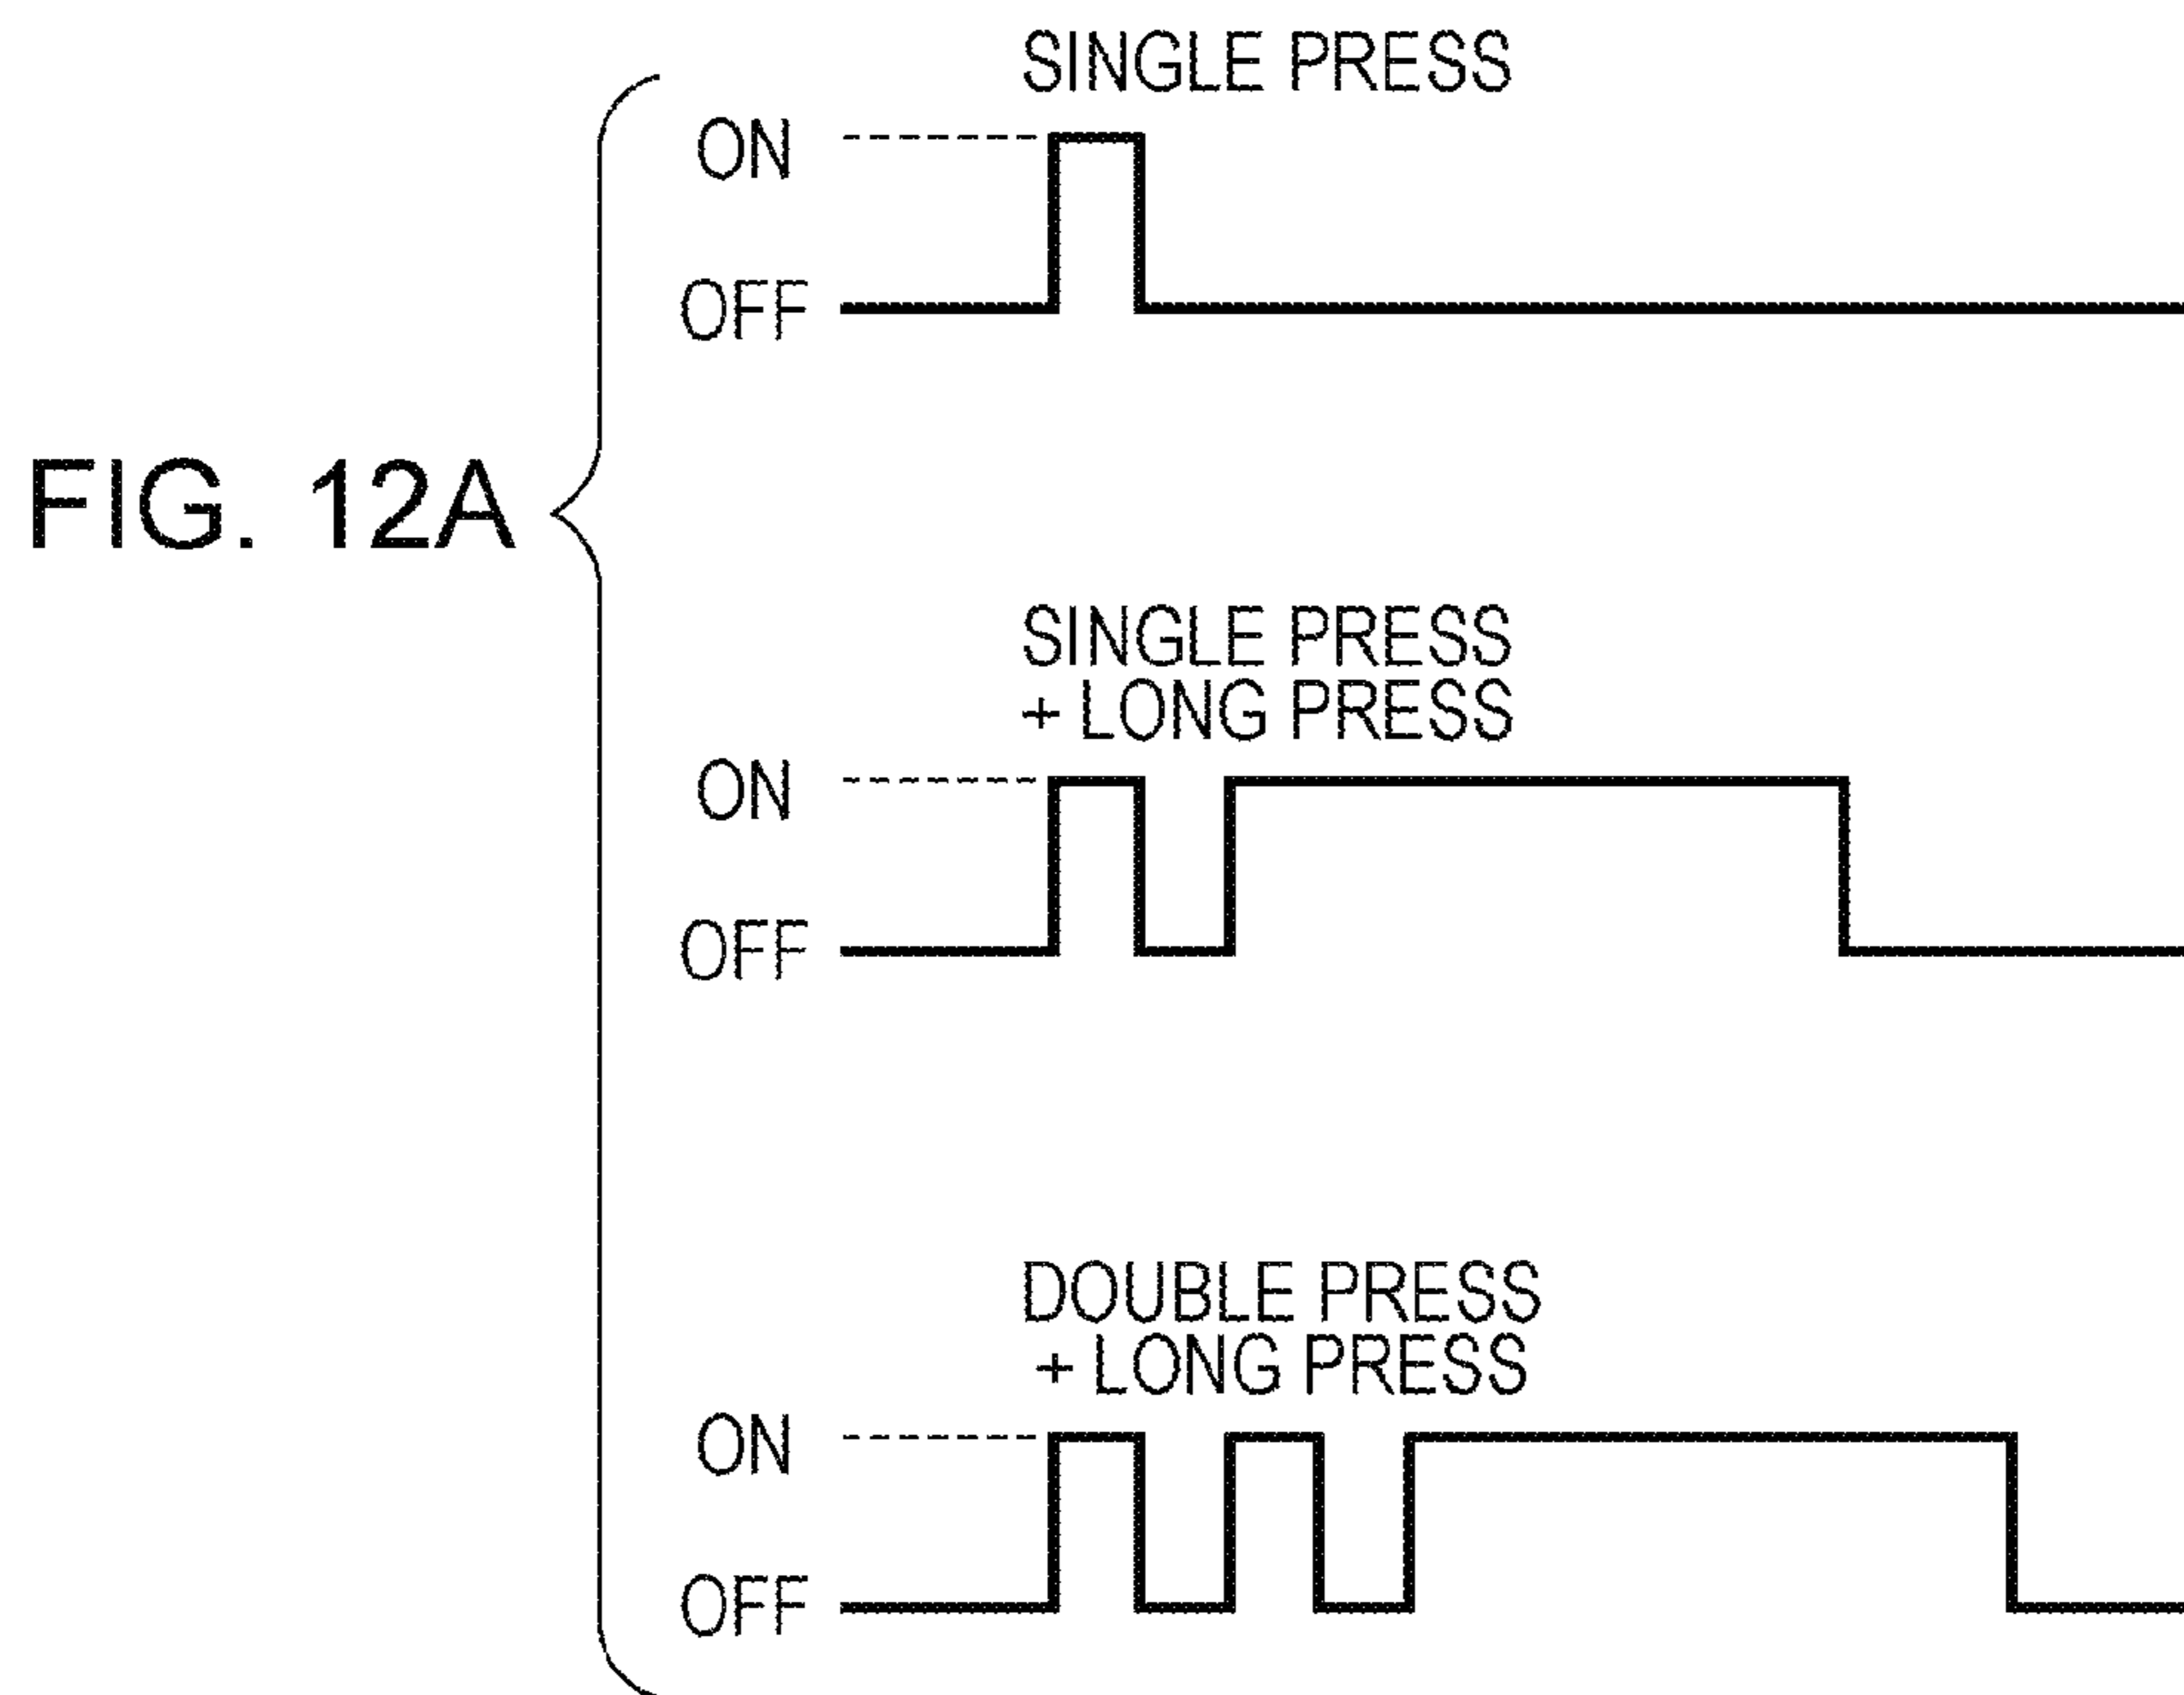 FIG. 12A
SINGLE PRESS
ON
OFF
SINGLE PRESS
+ LONG PRESS
ON
OFF
DOUBLE PRESS
+ LONG PRESS
ON
OFF